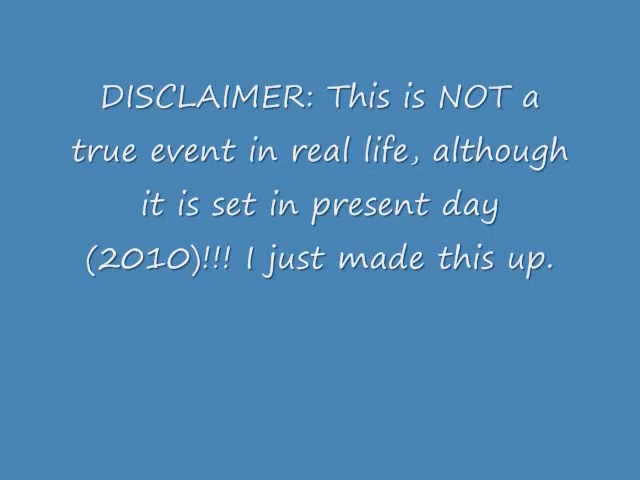 DISCLAIMER: This is NOT a
true event in real life, although
it is set in present day
(2010)!!! I just made this up.